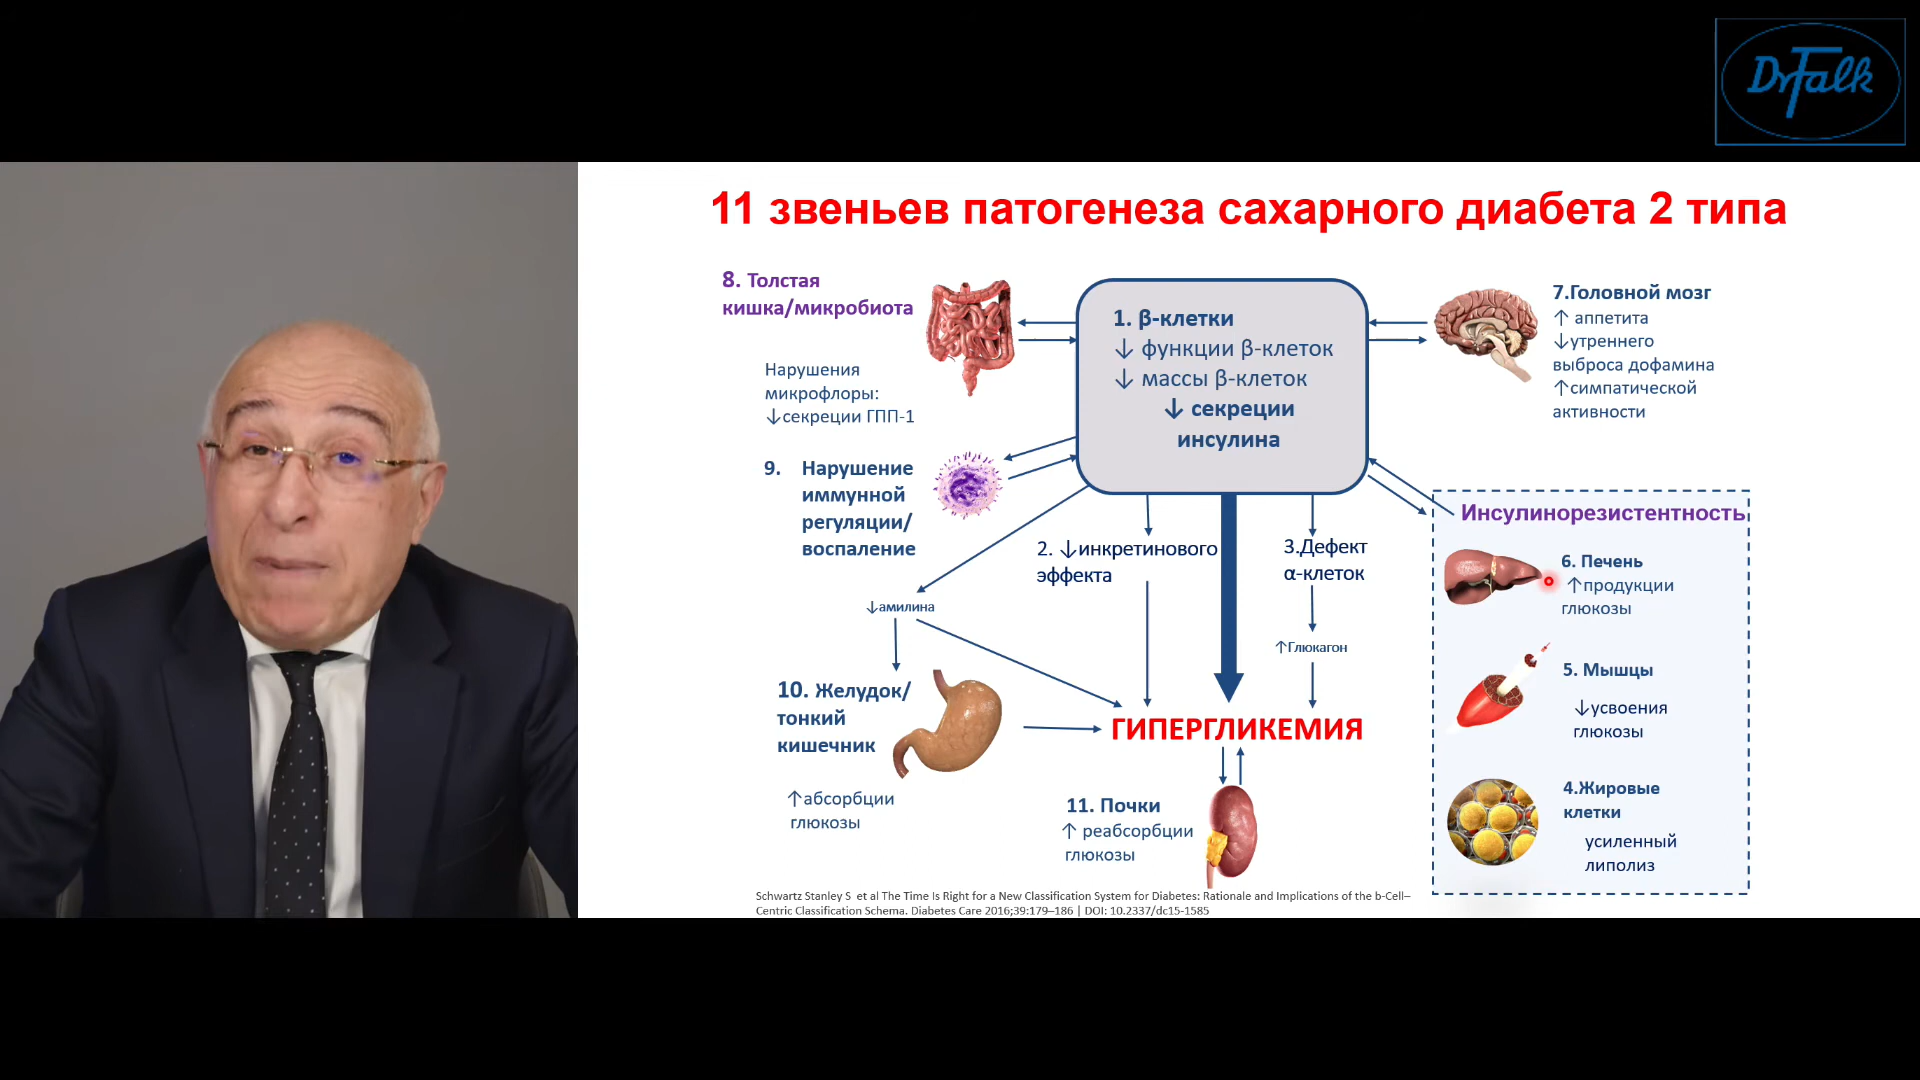 Dr Falk
11 звеньев патогенеза сахарного диабета 2 типа
8. Толстая
кишка/микробиота
Нарушения
микрофлоры:
↓секреции ГПП-1
9. Нарушение
иммунной
регуляции/
воспаление
↓амилина
10. Желудок/
тонкий
кишечник
↑абсорбции
глюкозы
1. β-клетки
↓ функции β-клеток
↓ массы β-клеток
↓ секреции
инсулина
2. ↓инкретинового
эффекта
3.Дефект
α-клеток
↑Глюкагон
ГИПЕРГЛИКЕМИЯ
11. Почки
↑ реабсорбции
глюкозы
7.Головной мозг
↑ аппетита
↓утреннего
выброса дофамина
↑симпатической
активности
Инсулинорезистентность
6. Печень
↑продукции
глюкозы
5. Мышцы
↓усвоения
глюкозы
4.Жировые
клетки
усиленный
липолиз
Schwartz Stanley S et al The Time Is Right for a New Classification System for Diabetes: Rationale and Implications of the b-Cell–
Centric Classification Schema. Diabetes Care 2016;39:179–186 | DOI: 10.2337/dc15-1585